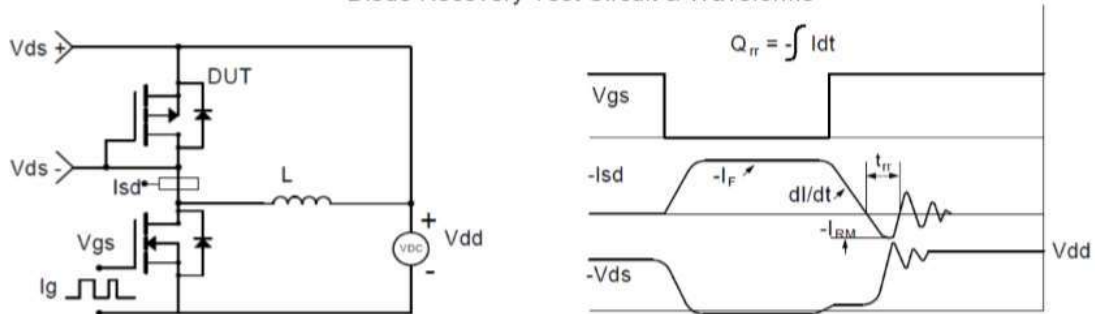 Diode Recovery Test Circuit & Waveforms
Vds +
DUT
Vds -
Isd
L
Vgs
Ig
+
VDC
-
Vdd
Qrr = -∫ Idt
Vgs
-Isd
-IF
dI/dt
trr
-IRM
Vdd
-Vds